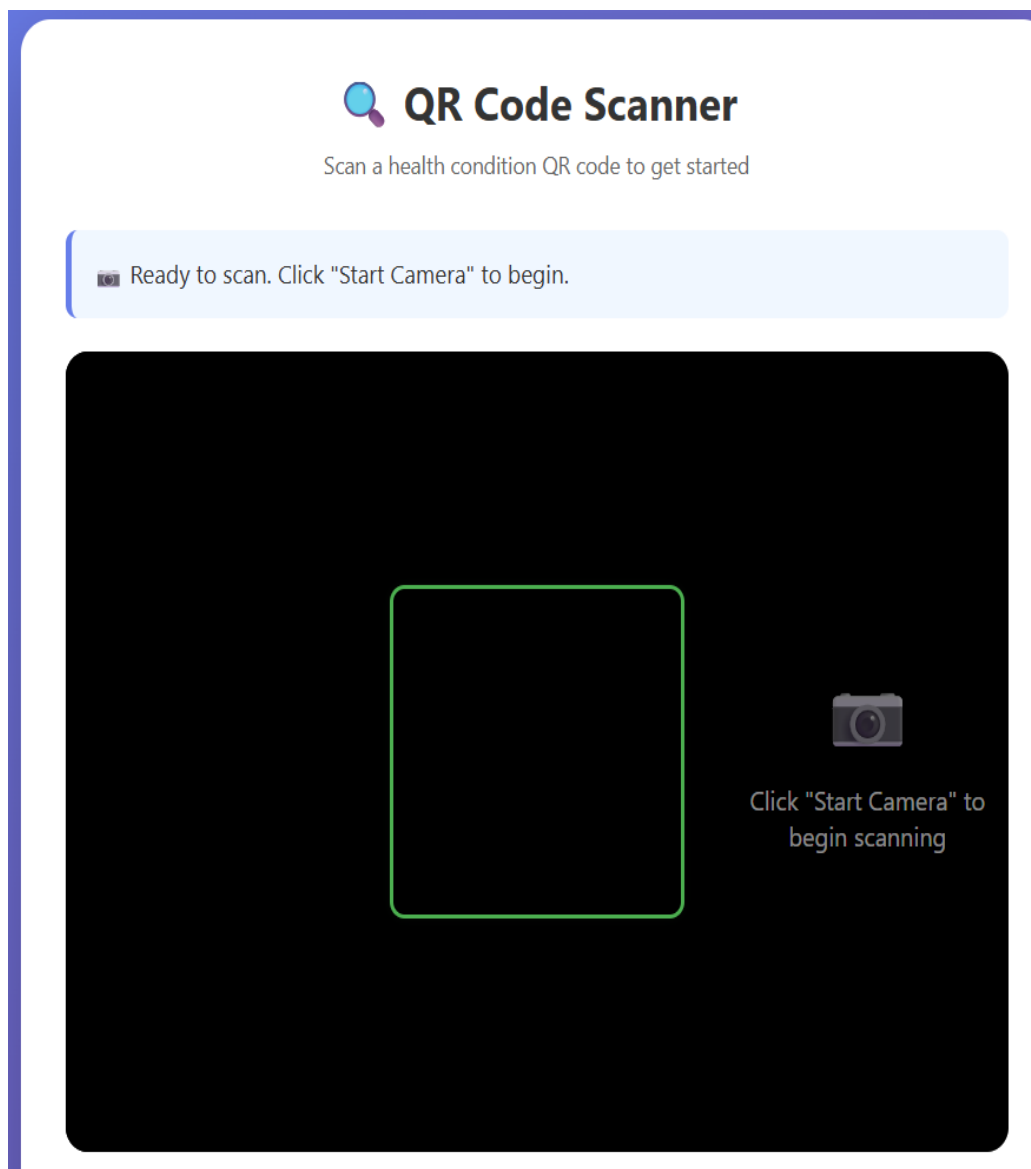 QR Code Scanner
Scan a health condition QR code to get started
Ready to scan. Click "Start Camera" to begin.
Click "Start Camera" to
begin scanning